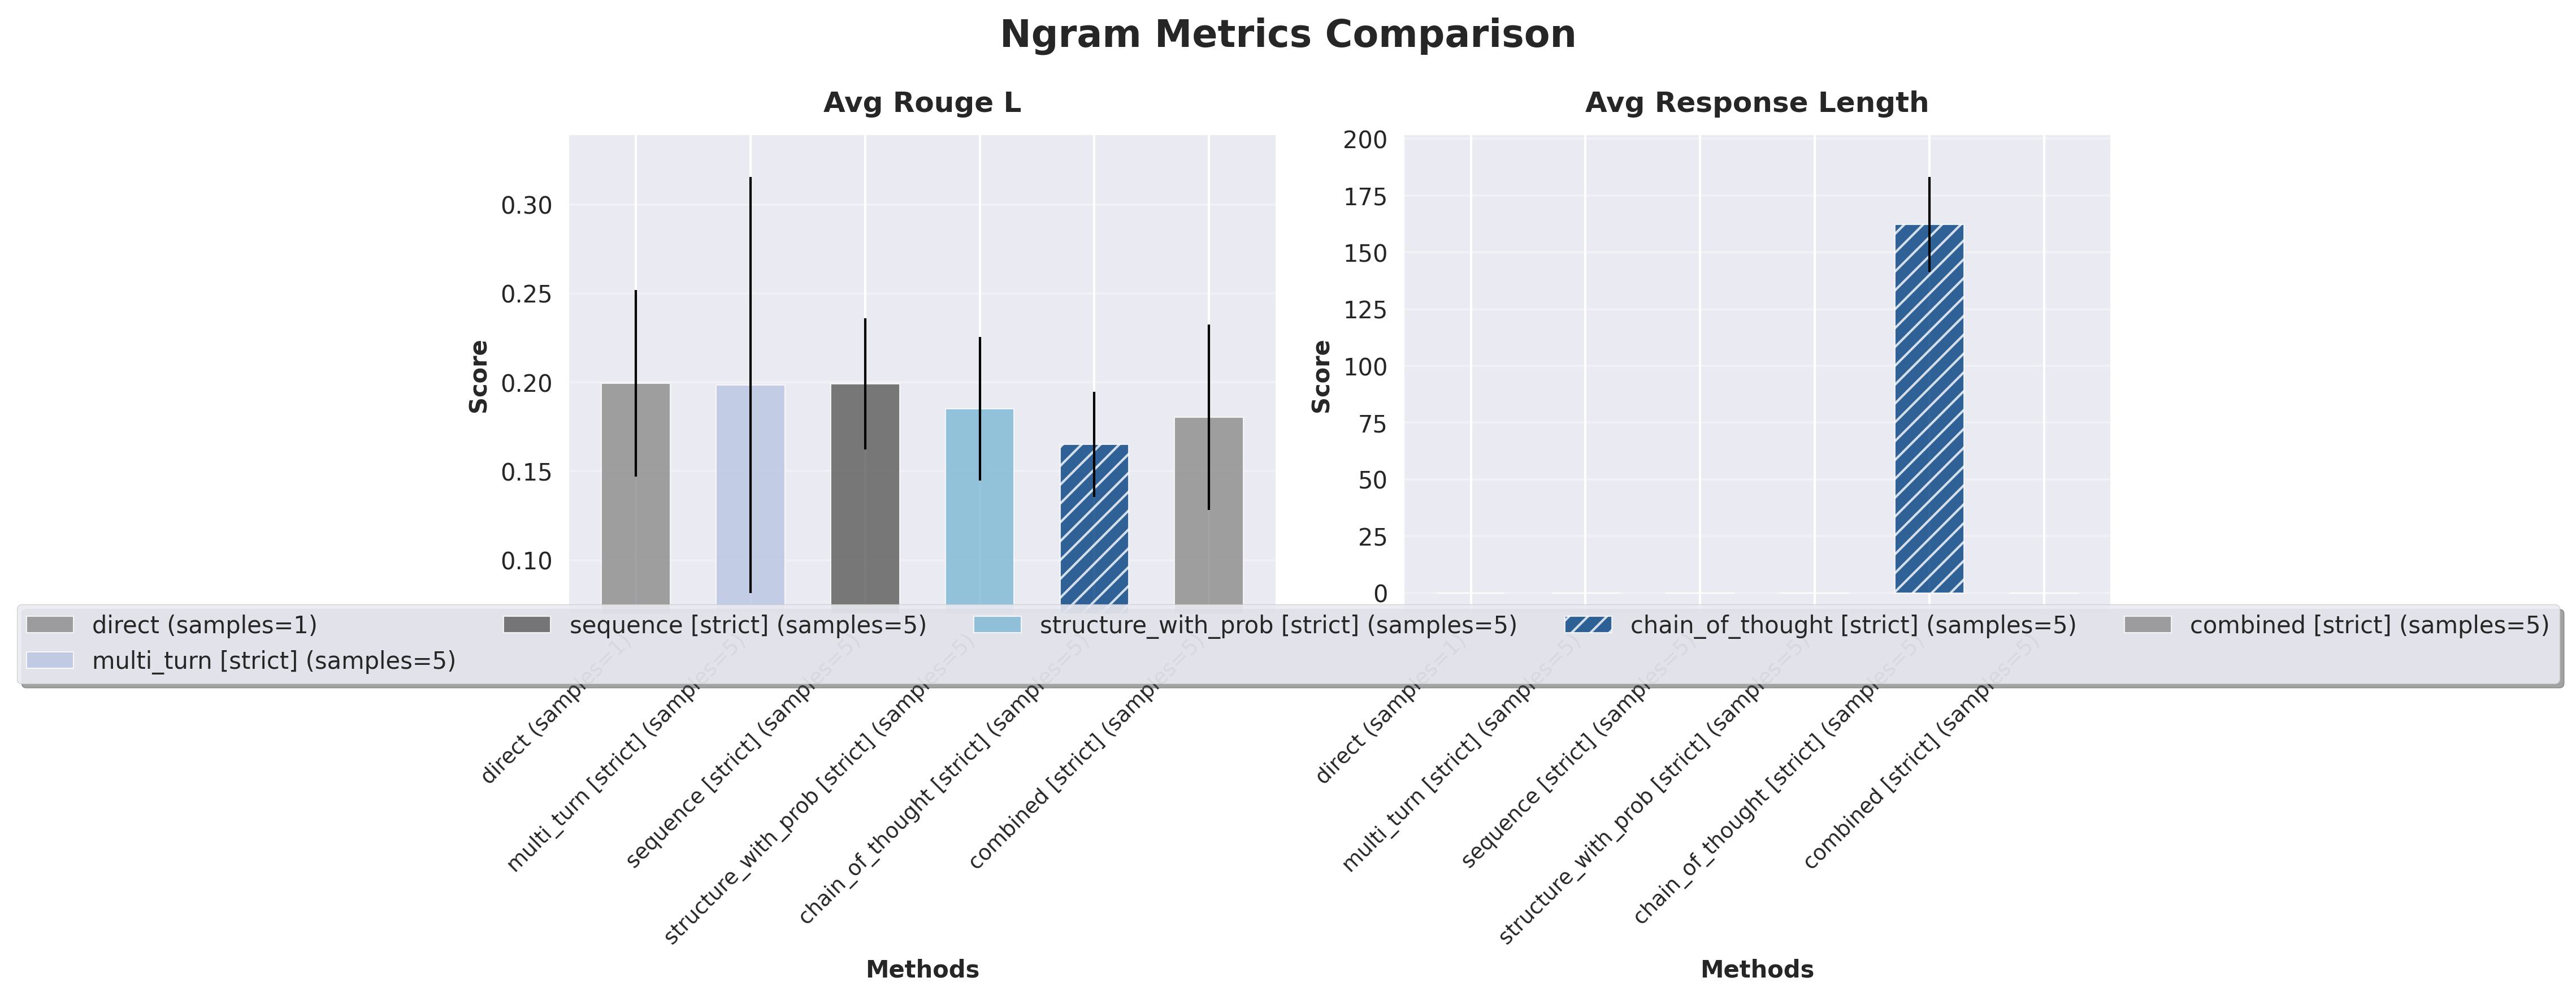 Ngram Metrics Comparison
Avg Rouge L
Score
0.30
0.25
0.20
0.15
0.10
Avg Response Length
Score
200
175
150
125
100
75
50
25
0
direct (samples=1)
multi_turn [strict] (samples=5)
sequence [strict] (samples=5)
structure_with_prob [strict] (samples=5)
chain_of_thought [strict] (samples=5)
combined [strict] (samples=5)
direct (samples=1)
multi_turn [strict] (samples=5)
sequence [strict] (samples=5)
structure_with_prob [strict] (samples=5)
chain_of_thought [strict] (samples=5)
combined [strict] (samples=5)
Methods
direct (samples=1)
multi_turn [strict] (samples=5)
sequence [strict] (samples=5)
structure_with_prob [strict] (samples=5)
chain_of_thought [strict] (samples=5)
combined [strict] (samples=5)
Methods